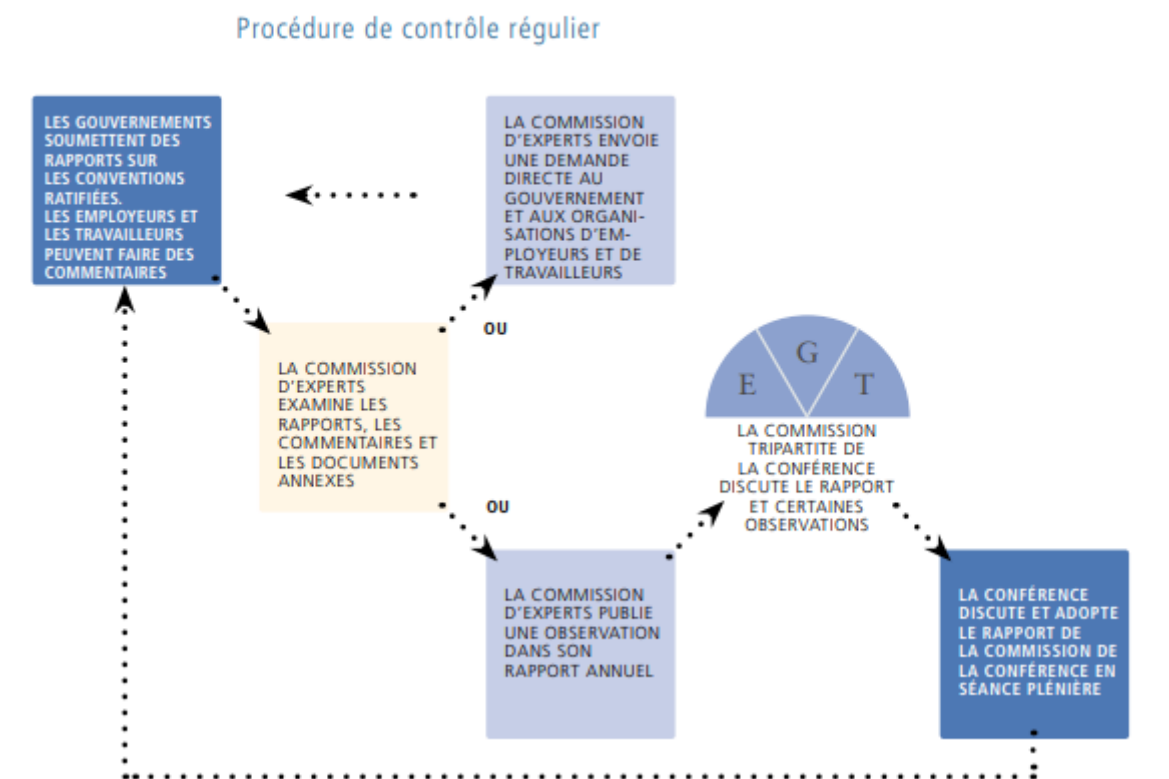 Procédure de contrôle régulier
LES GOUVERNEMENTS
SOUMETTENT DES
RAPPORTS SUR
LES CONVENTIONS
RATIFIÉES.
LES EMPLOYEURS ET
LES TRAVAILLEURS
PEUVENT FAIRE DES
COMMENTAIRES
LA COMMISSION
D'EXPERTS ENVOIE
UNE DEMANDE
DIRECTE AU
GOUVERNEMENT
ET AUX ORGANI-
SATIONS D'EM-
PLOYEURS ET DE
TRAVAILLEURS
OU
LA COMMISSION
D'EXPERTS
EXAMINE LES
RAPPORTS, LES
COMMENTAIRES ET
LES DOCUMENTS
ANNEXES
OU
E G T
LA COMMISSION
TRIPARTITE DE
LA CONFÉRENCE
DISCUTE LE RAPPORT
ET CERTAINES
OBSERVATIONS
LA COMMISSION
D'EXPERTS PUBLIE
UNE OBSERVATION
DANS SON
RAPPORT ANNUEL
LA CONFÉRENCE
DISCUTE ET ADOPTE
LE RAPPORT DE
LA COMMISSION DE
LA CONFÉRENCE EN
SÉANCE PLÉNIÈRE